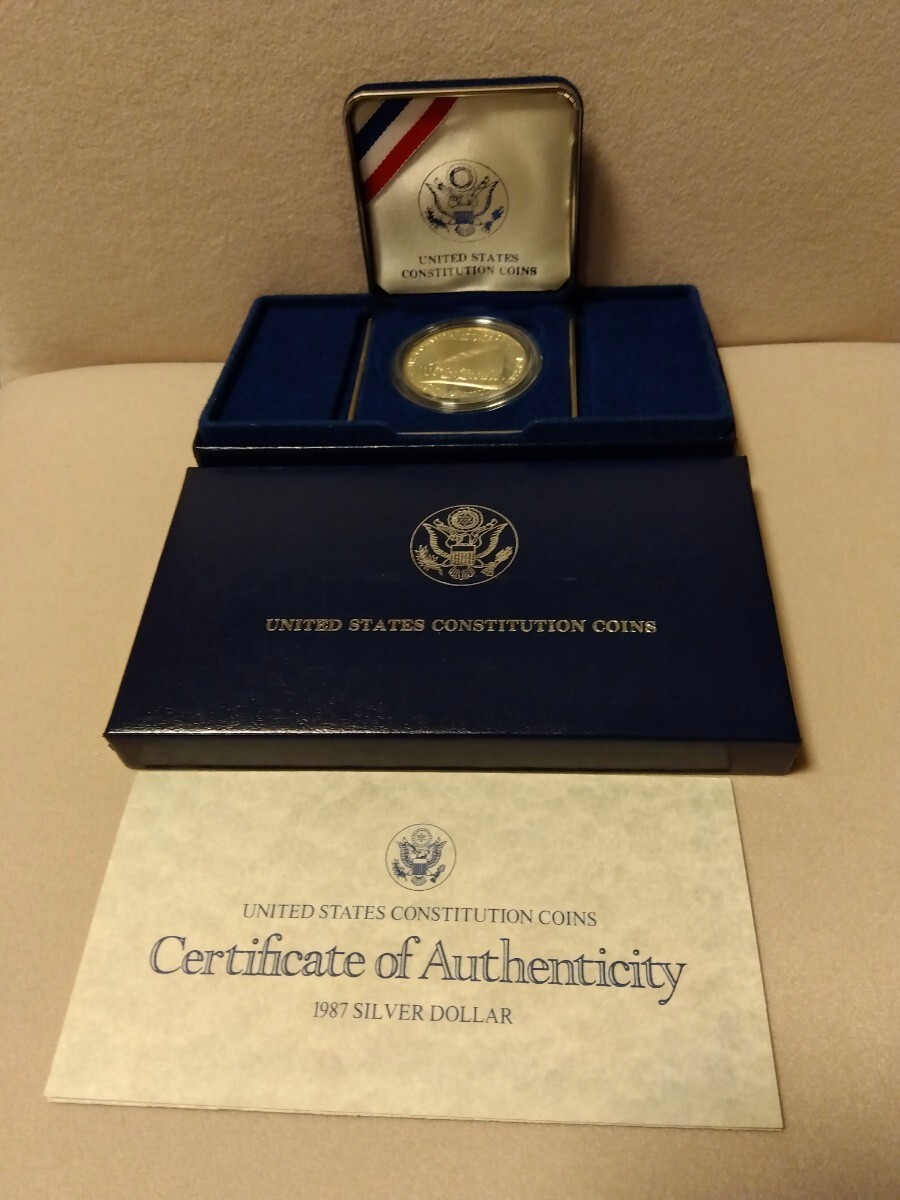 UNITED STATES
CONSTITUTION COINS
UNITED STATES CONSTITUTION COINS
UNITED STATES CONSTITUTION COINS
Certificate of Authenticity
1987 SILVER DOLLAR